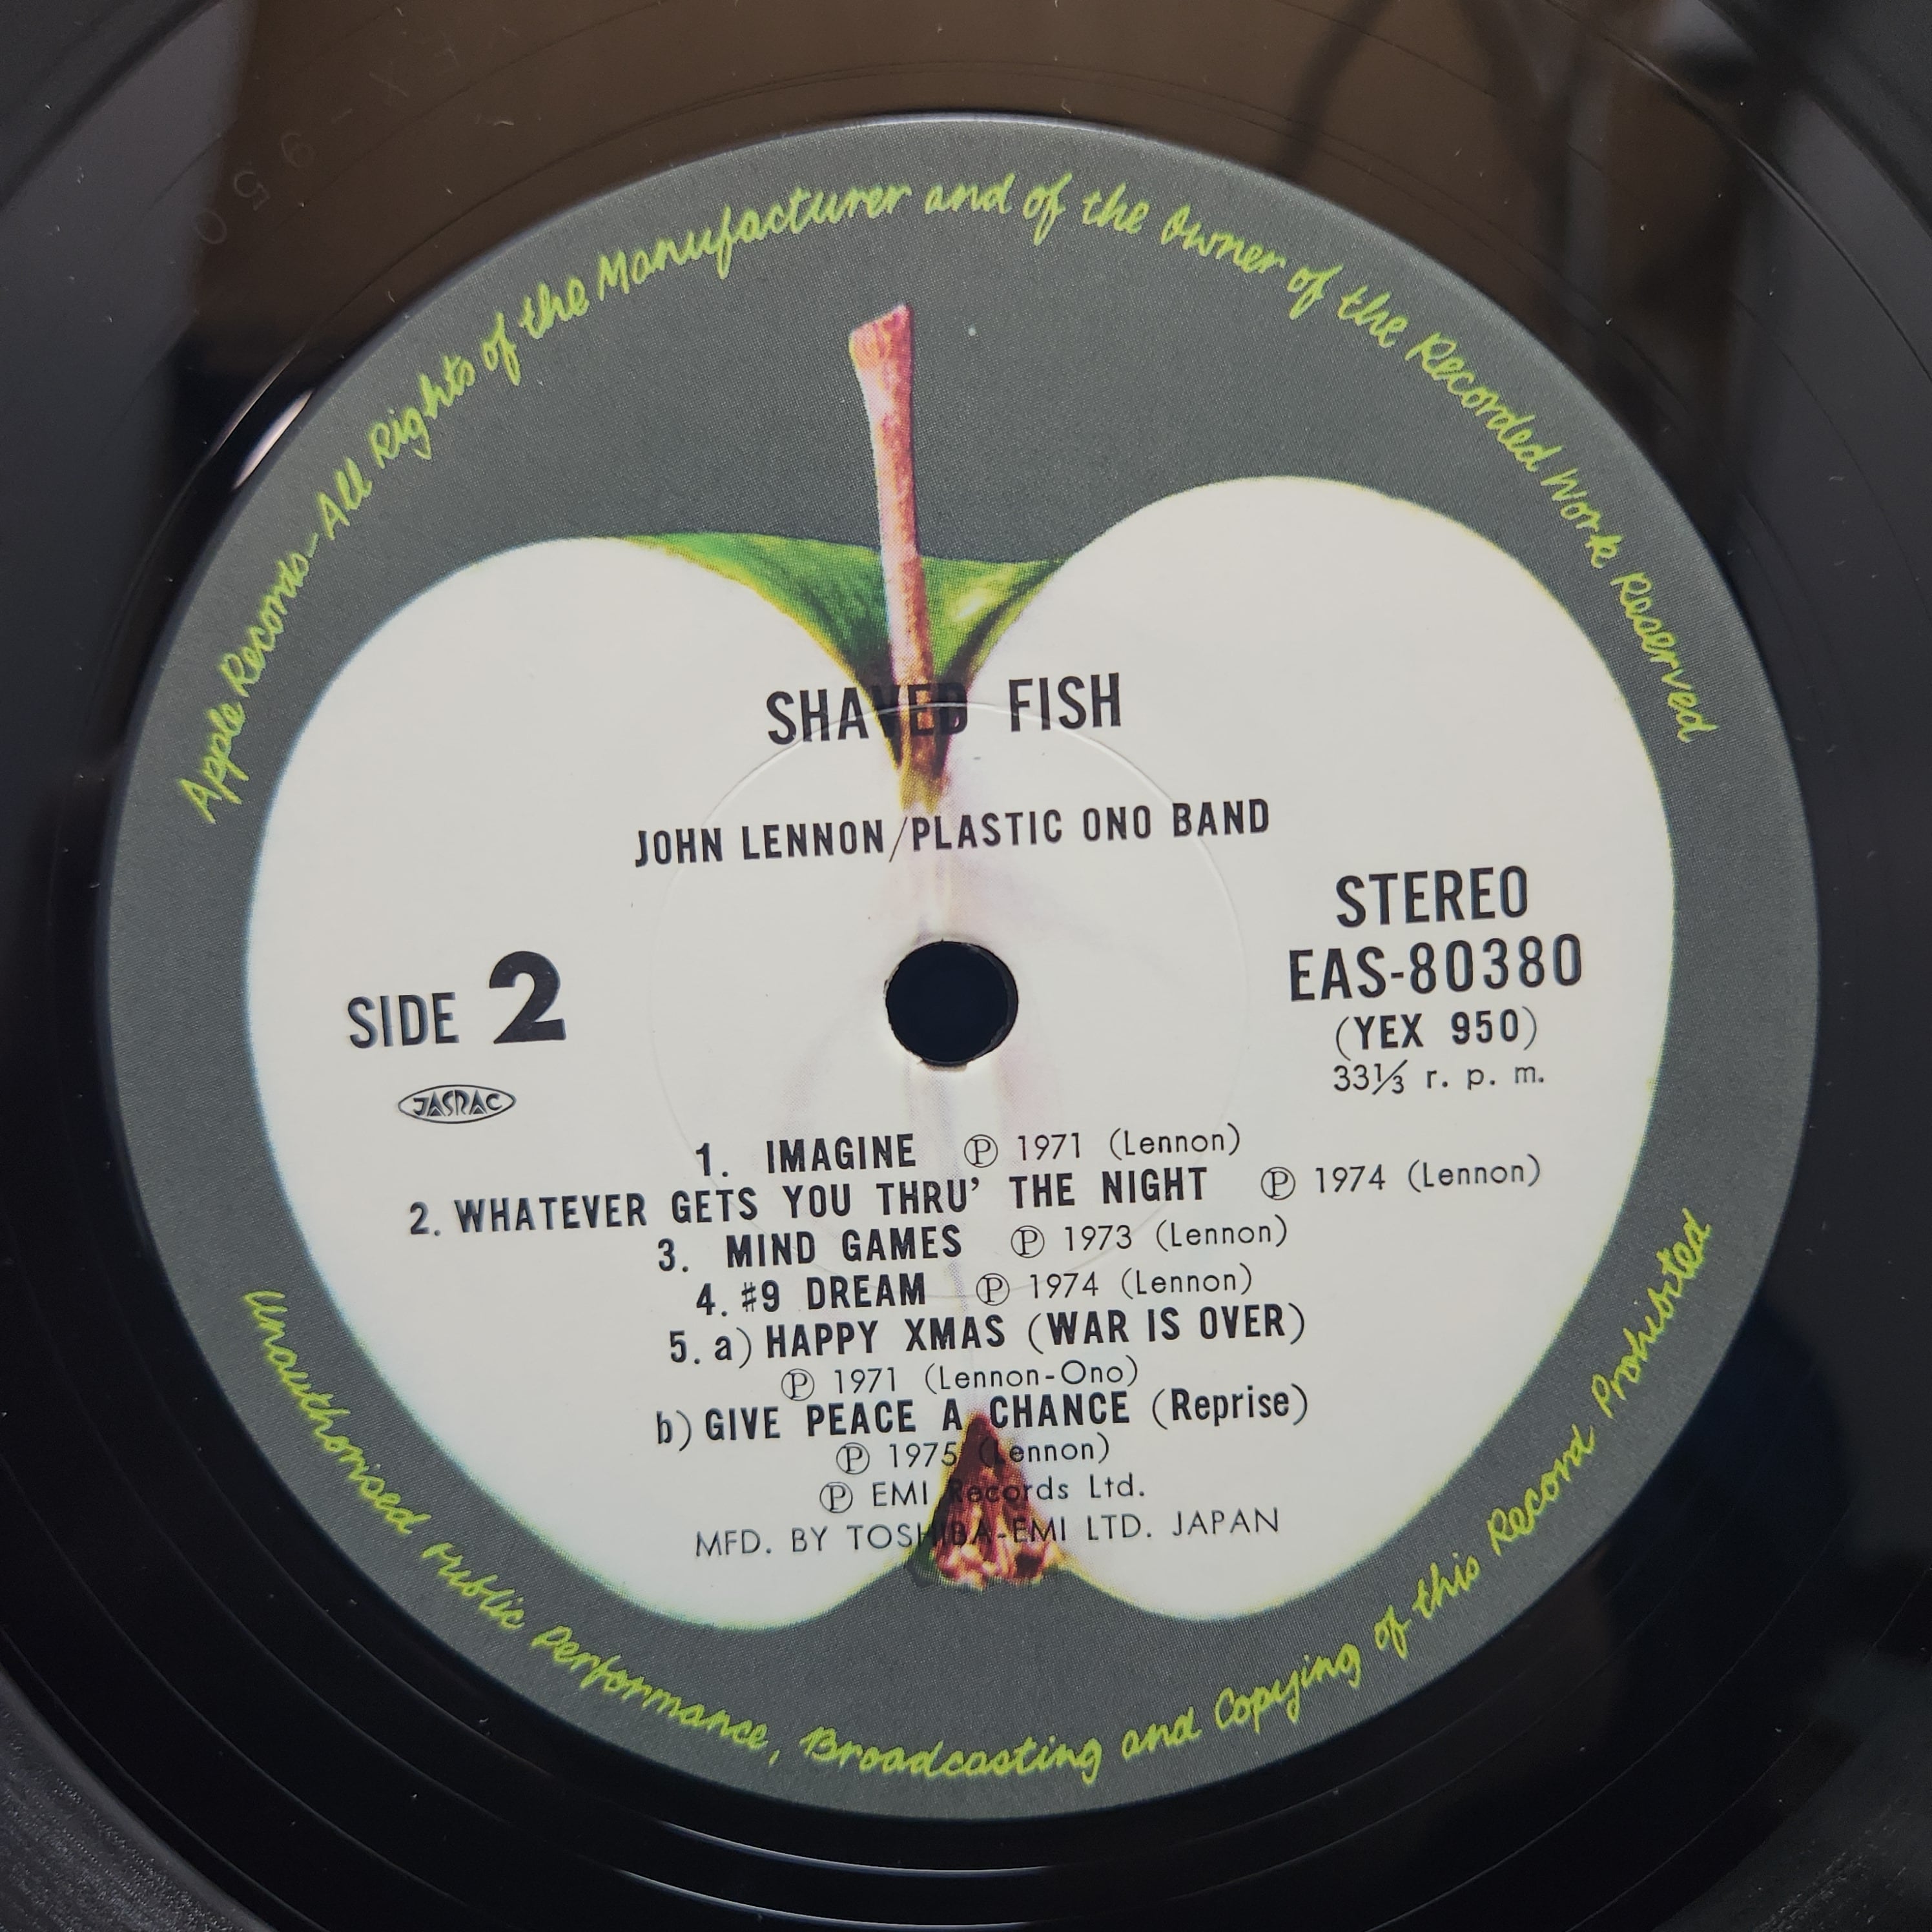 Apple Records-All Rights of the Manufacturer and of the Owner of the Recorded Work Reserved
SHAVED FISH
JOHN LENNON/PLASTIC ONO BAND
STEREO
EAS-80380
(YEX 950)
33⅓ r. p. m.
SIDE 2
JASRAC
1. IMAGINE Ⓟ 1971 (Lennon)
2. WHATEVER GETS YOU THRU' THE NIGHT Ⓟ 1974 (Lennon)
3. MIND GAMES Ⓟ 1973 (Lennon)
4. #9 DREAM Ⓟ 1974 (Lennon)
5. a) HAPPY XMAS (WAR IS OVER)
Ⓟ 1971 (Lennon-Ono)
b) GIVE PEACE A CHANCE (Reprise)
Ⓟ 1975 (Lennon)
Ⓟ EMI Records Ltd.
MFD. BY TOSHIBA-EMI LTD. JAPAN
Unauthorised Public Performance, Broadcasting and Copying of this Record Prohibited